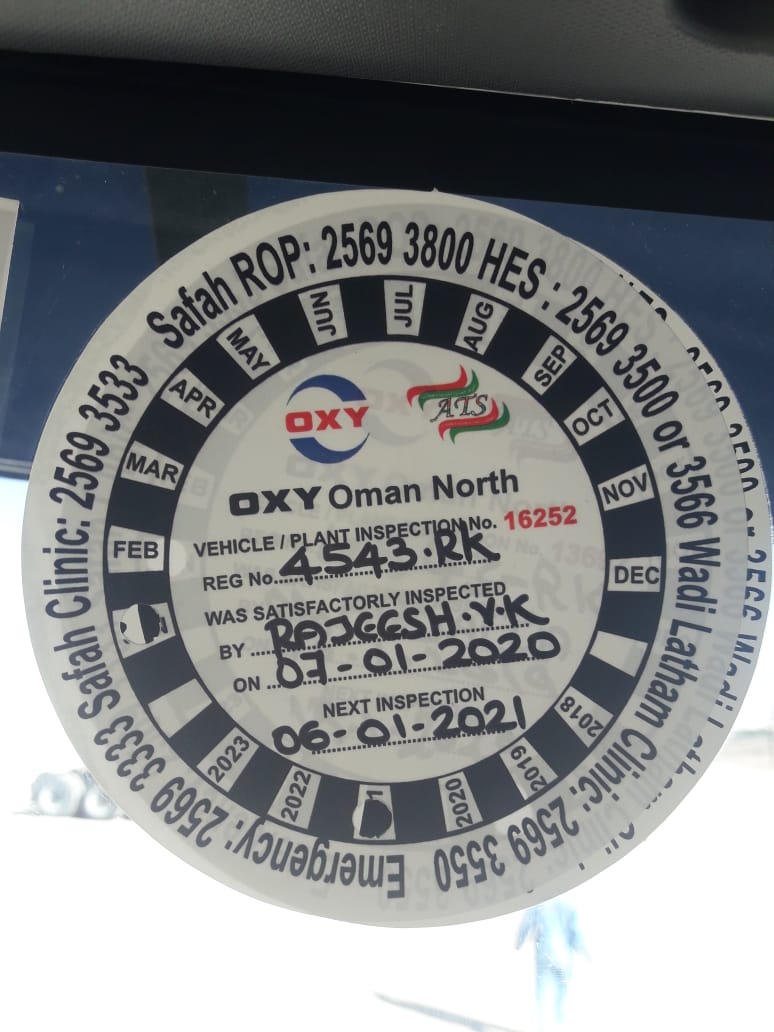 Safah ROP: 2569 3800 HES : 2569 3500 or 3566 Wadi Latham Clinic: 2569 3550 Emergency: 2569 3333 Safah Clinic: 2569 3533
FEB MAR APR MAY JUN JUL AUG SEP OCT NOV DEC
2018 2019 2020 1 2022 2023
OXY ATS
OXY Oman North
VEHICLE / PLANT INSPECTION No. 16252
REG No. 4543.RK
WAS SATISFACTORILY INSPECTED
BY RAJEESH.V.K
ON 07-01-2020
NEXT INSPECTION
06-01-2021